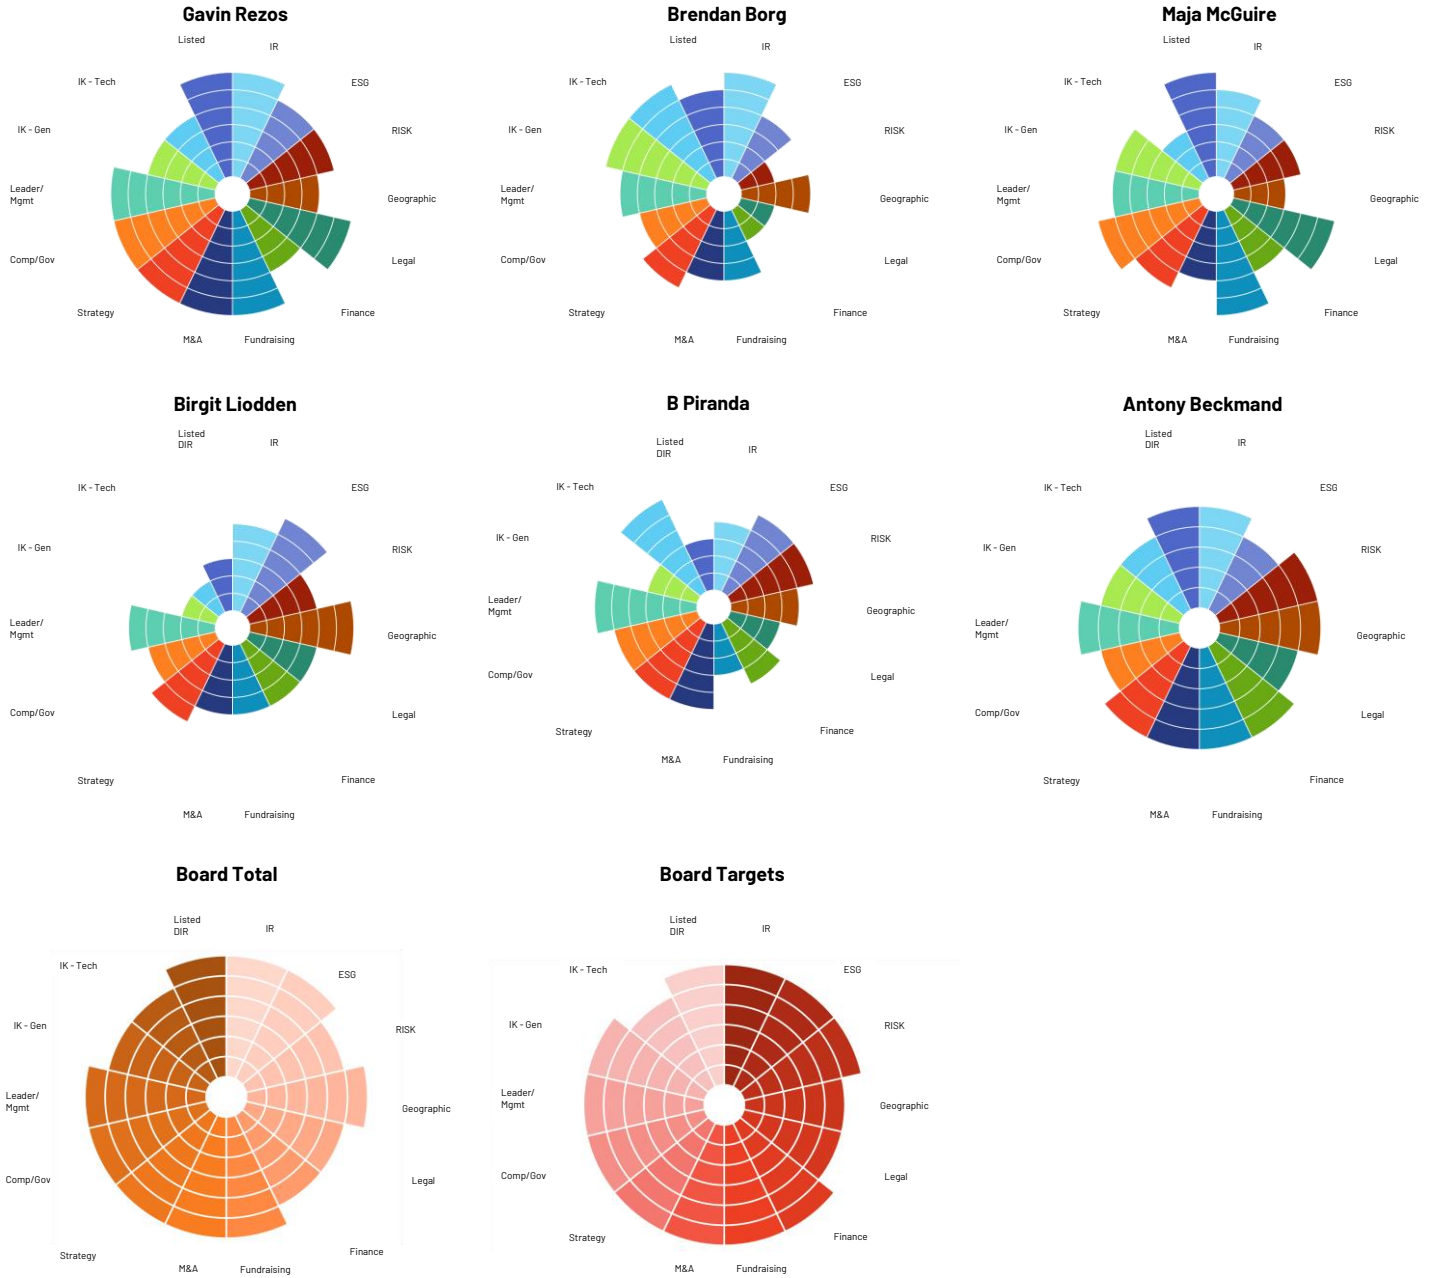 Gavin Rezos
Listed
IR
IK - Tech
ESG
IK - Gen
RISK
Leader/
Mgmt
Geographic
Comp/Gov
Legal
Strategy
Finance
M&A
Fundraising
Brendan Borg
Listed
IR
IK - Tech
ESG
IK - Gen
RISK
Leader/
Mgmt
Geographic
Comp/Gov
Legal
Strategy
Finance
M&A
Fundraising
Maja McGuire
Listed
IR
IK - Tech
ESG
IK - Gen
RISK
Leader/
Mgmt
Geographic
Comp/Gov
Legal
Strategy
Finance
M&A
Fundraising
Birgit Liodden
Listed
DIR
IR
IK - Tech
ESG
IK - Gen
RISK
Leader/
Mgmt
Geographic
Comp/Gov
Legal
Strategy
Finance
M&A
Fundraising
B Piranda
Listed
DIR
IR
IK - Tech
ESG
IK - Gen
RISK
Leader/
Mgmt
Geographic
Comp/Gov
Legal
Strategy
Finance
M&A
Fundraising
Antony Beckmand
Listed
DIR
IR
IK - Tech
ESG
IK - Gen
RISK
Leader/
Mgmt
Geographic
Comp/Gov
Legal
Strategy
Finance
M&A
Fundraising
Board Total
Listed
DIR
IR
IK - Tech
ESG
IK - Gen
RISK
Leader/
Mgmt
Geographic
Comp/Gov
Legal
Strategy
Finance
M&A
Fundraising
Board Targets
Listed
DIR
IR
IK - Tech
ESG
IK - Gen
RISK
Leader/
Mgmt
Geographic
Comp/Gov
Legal
Strategy
Finance
M&A
Fundraising